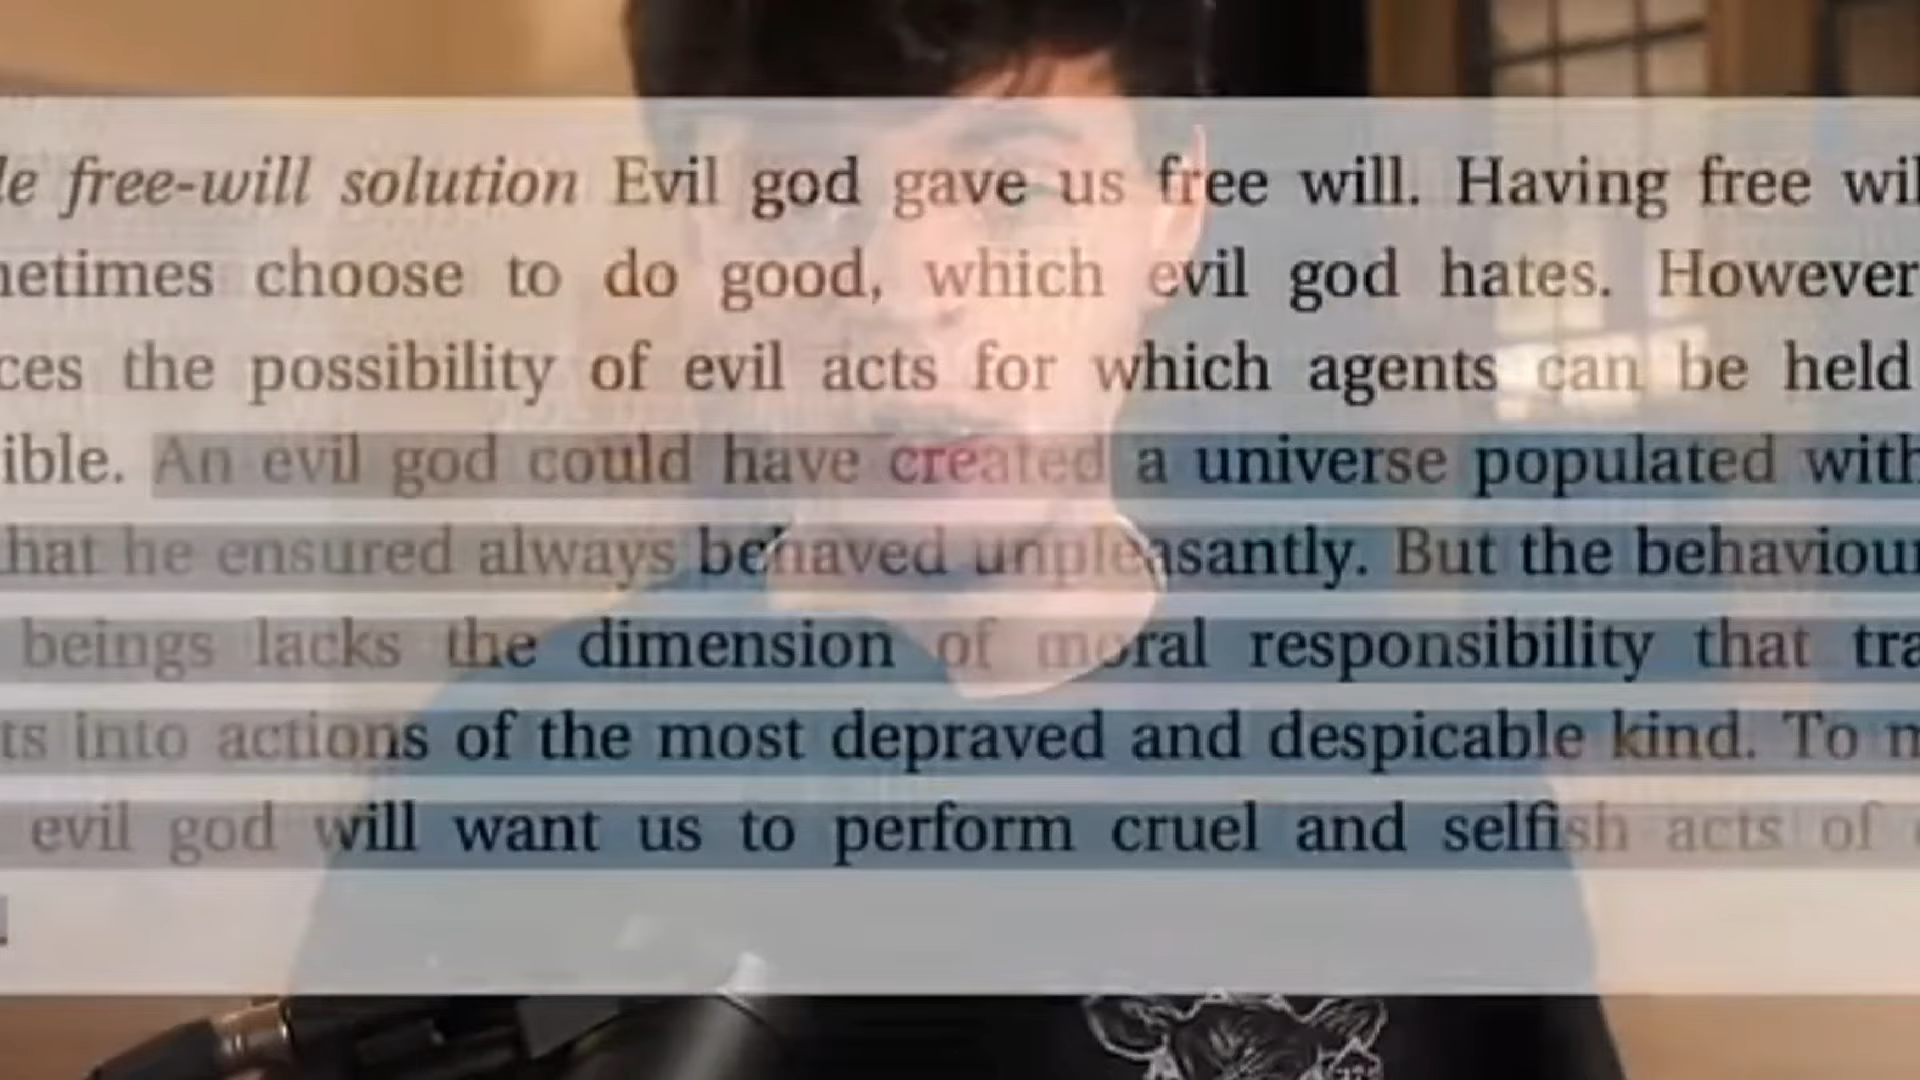 le free-will solution Evil god gave us free will. Having free wil
netimes choose to do good, which evil god hates. However
ces the possibility of evil acts for which agents can be held
ible. An evil god could have created a universe populated with
hat he ensured always behaved unpleasantly. But the behaviour
beings lacks the dimension of moral responsibility that tra
ts into actions of the most depraved and despicable kind. To m
evil god will want us to perform cruel and selfish acts of